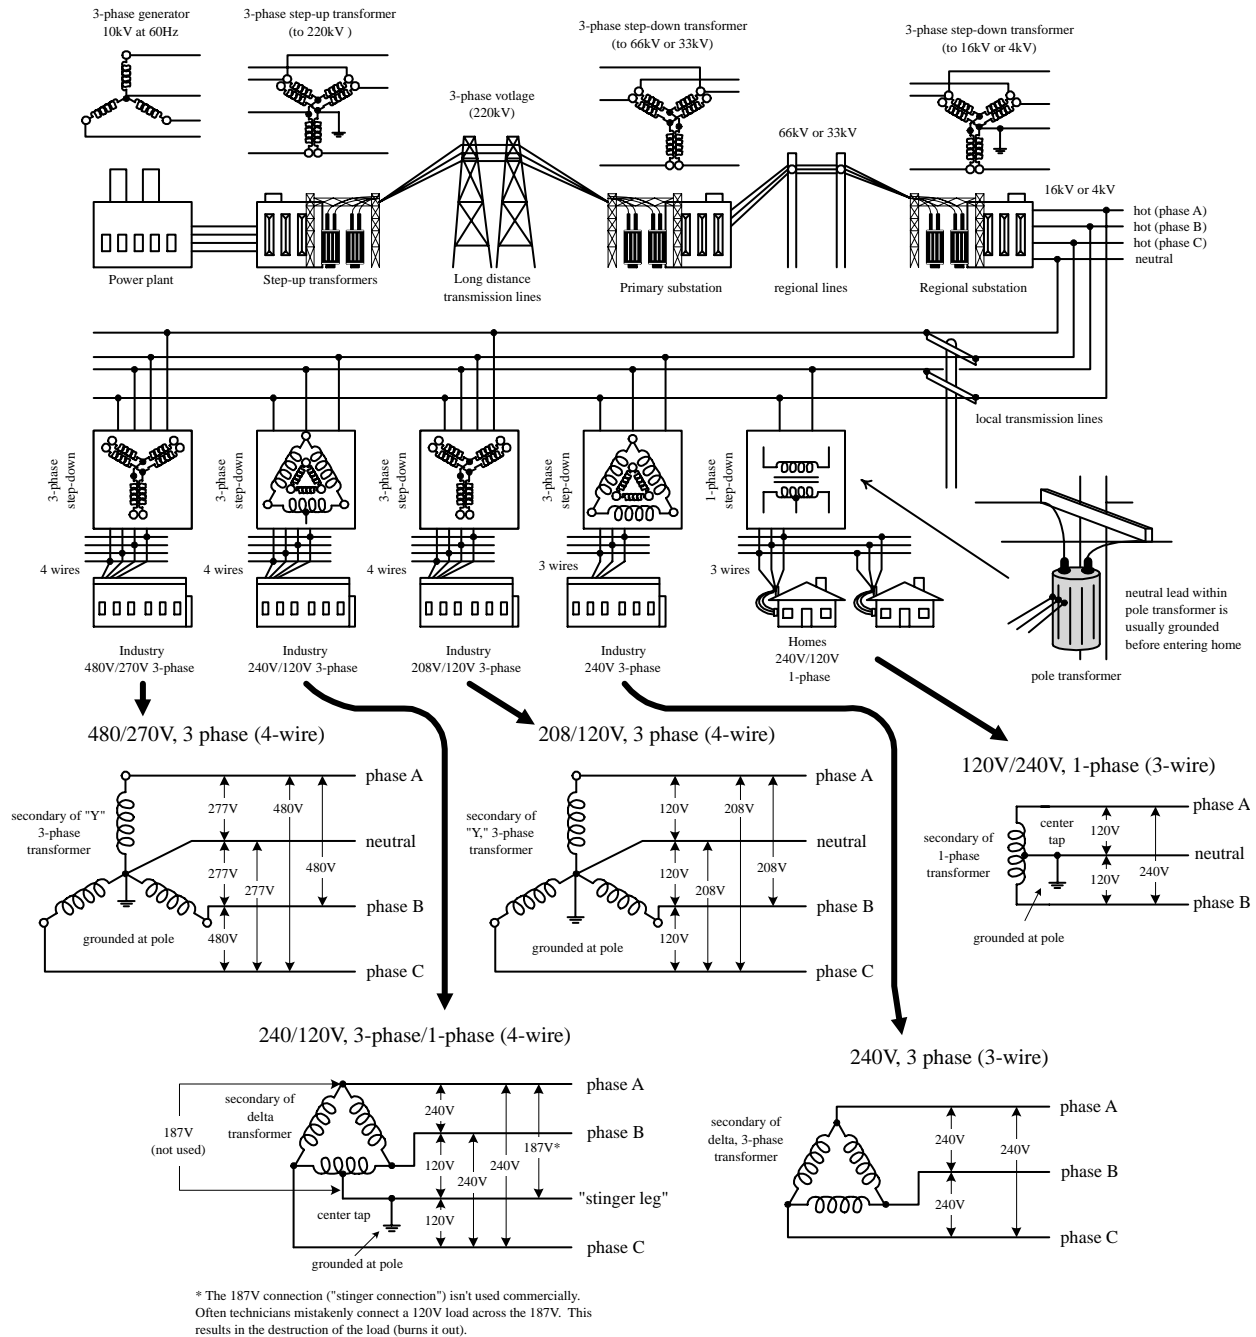 3-phase generator
10kV at 60Hz
3-phase step-up transformer
(to 220kV )
3-phase votlage
(220kV)
3-phase step-down transformer
(to 66kV or 33kV)
66kV or 33kV
3-phase step-down transformer
(to 16kV or 4kV)
16kV or 4kV
hot (phase A)
hot (phase B)
hot (phase C)
neutral
Power plant
Step-up transformers
Long distance
transmission lines
Primary substation
regional lines
Regional substation
local transmission lines
3-phase
step-down
3-phase
step-down
3-phase
step-down
3-phase
step-down
1-phase
step-down
4 wires
4 wires
4 wires
3 wires
3 wires
Industry
480V/270V 3-phase
Industry
240V/120V 3-phase
Industry
208V/120V 3-phase
Industry
240V 3-phase
Homes
240V/120V
1-phase
neutral lead within
pole transformer is
usually grounded
before entering home
pole transformer
480/270V, 3 phase (4-wire)
secondary of "Y"
3-phase
transformer
grounded at pole
277V
480V
277V
277V
480V
480V
phase A
neutral
phase B
phase C
208/120V, 3 phase (4-wire)
secondary of
"Y," 3-phase
transformer
grounded at pole
120V
208V
120V
208V
208V
120V
phase A
neutral
phase B
phase C
120V/240V, 1-phase (3-wire)
secondary of
1-phase
transformer
center
tap
grounded at pole
120V
120V
240V
phase A
neutral
phase B
240/120V, 3-phase/1-phase (4-wire)
187V
(not used)
secondary of
delta
transformer
center tap
grounded at pole
240V
120V
240V
240V
187V*
120V
phase A
phase B
"stinger leg"
phase C
240V, 3 phase (3-wire)
secondary of
delta, 3-phase
transformer
240V
240V
240V
phase A
phase B
phase C
* The 187V connection ("stinger connection") isn't used commercially.
Often technicians mistakenly connect a 120V load across the 187V. This
results in the destruction of the load (burns it out).